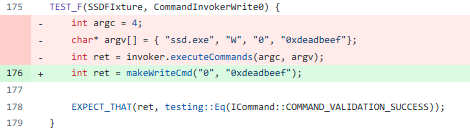 175 TEST_F(SSDFIxture, CommandInvokerWrite0) {
- int argc = 4;
- char* argv[] = { "ssd.exe", "W", "0", "0xdeadbeef"};
- int ret = invoker.executeCommands(argc, argv);
176 + int ret = makeWriteCmd("0", "0xdeadbeef");
177
178 EXPECT_THAT(ret, testing::Eq(ICommand::COMMAND_VALIDATION_SUCCESS));
179 }